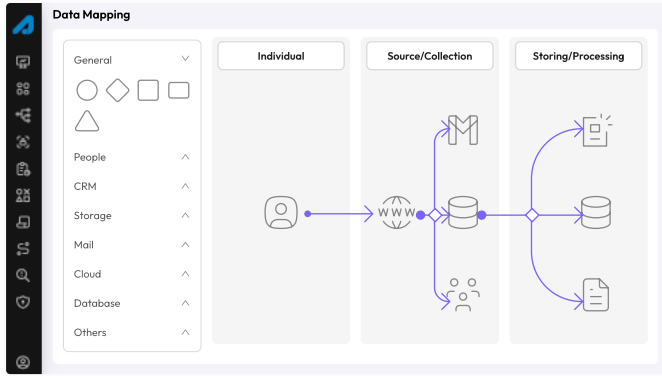 Data Mapping
General
People
CRM
Storage
Mail
Cloud
Database
Others
Individual
Source/Collection
Storing/Processing
WWW